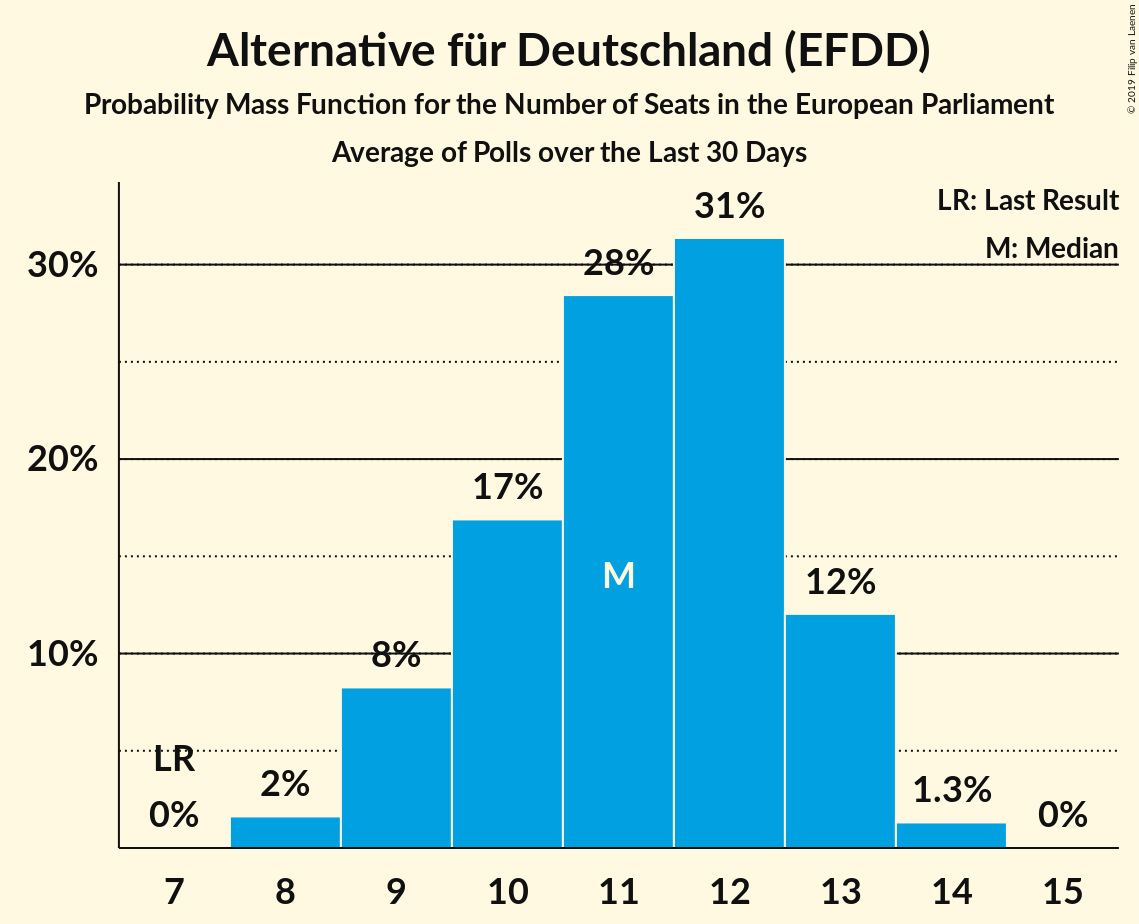 Alternative für Deutschland (EFDD)
Probability Mass Function for the Number of Seats in the European Parliament
Average of Polls over the Last 30 Days
© 2019 Filip van Laenen
LR: Last Result
M: Median
30%
20%
10%
LR
0%
2%
8%
17%
28%
M
31%
12%
1.3%
0%
7 8 9 10 11 12 13 14 15